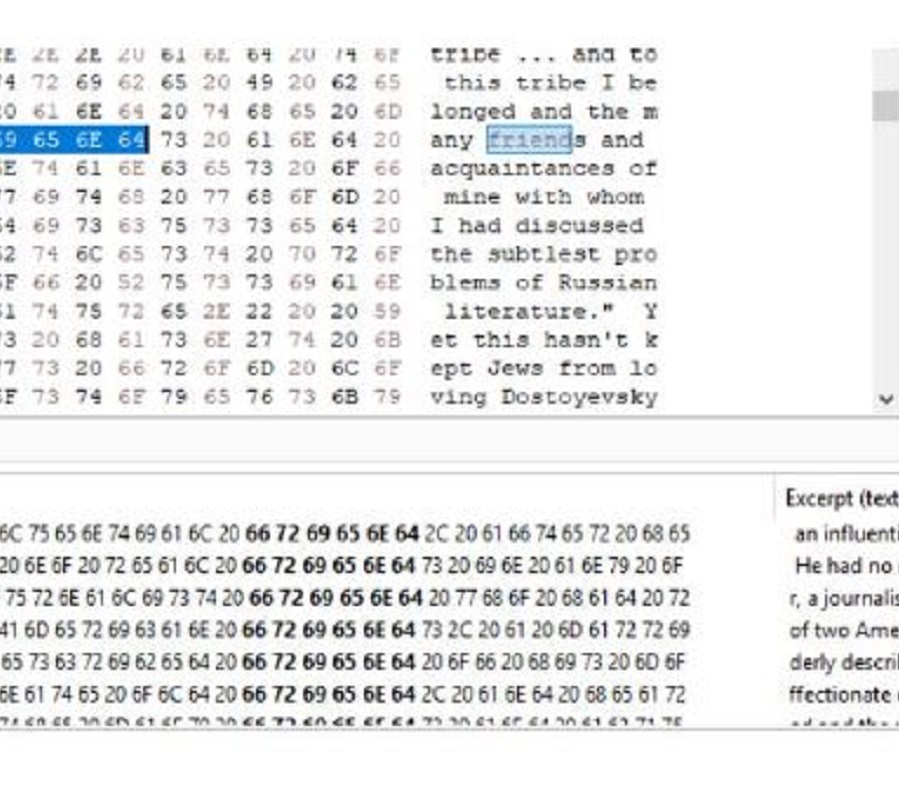 2E 2E 2E 20 61 6E 64 20 74 6F tribe ... and to
74 72 69 62 65 20 49 20 62 65 this tribe I be
20 61 6E 64 20 74 68 65 20 6D longed and the m
69 65 6E 64 73 20 61 6E 64 20 any friends and
6E 74 61 6E 63 65 73 20 6F 66 acquaintances of
77 69 74 68 20 77 68 6F 6D 20 mine with whom
64 69 73 63 75 73 73 65 64 20 I had discussed
62 74 6C 65 73 74 20 70 72 6F the subtlest pro
6F 66 20 52 75 73 73 69 61 6E blems of Russian
61 74 75 72 65 2E 22 20 20 59 literature." Y
73 20 68 61 73 6E 27 74 20 6B et this hasn't k
77 73 20 66 72 6F 6D 20 6C 6F ept Jews from lo
6F 73 74 6F 79 65 76 73 6B 79 ving Dostoyevsky
Excerpt (text
6C 75 65 6E 74 69 61 6C 20 66 72 69 65 6E 64 2C 20 61 66 74 65 72 20 68 65 an influenti
20 6E 6F 20 72 65 61 6C 20 66 72 69 65 6E 64 73 20 69 6E 20 61 6E 79 20 6F He had no
75 72 6E 61 6C 69 73 74 20 66 72 69 65 6E 64 20 77 68 6F 20 68 61 64 20 72 r, a journalis
41 6D 65 72 69 63 61 6E 20 66 72 69 65 6E 64 73 2C 20 61 20 6D 61 72 72 69 of two Ame
65 73 63 72 69 62 65 64 20 66 72 69 65 6E 64 20 6F 66 20 68 69 73 20 6D 6F derly descri
6E 61 74 65 20 6F 6C 64 20 66 72 69 65 6E 64 2C 20 61 6E 64 20 68 65 61 72 ffectionate